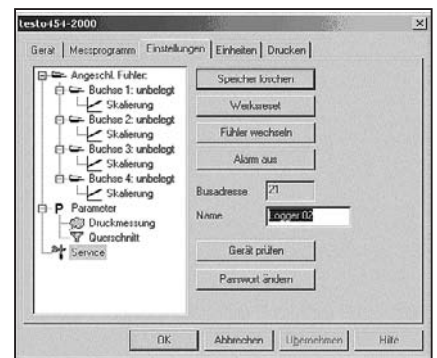 testo454-2000
Gerät Messprogramm Einstellungen Einheiten Drucken
Angeschl. Fühler:
Buchse 1: unbelegt
Skalierung
Buchse 2: unbelegt
Skalierung
Buchse 3: unbelegt
Skalierung
Buchse 4: unbelegt
Skalierung
P Parameter
Druckmessung
Querschnitt
Service
Speicher löschen
Werksreset
Fühler wechseln
Alarm aus
Busadresse 21
Name Logger 02
Gerät prüfen
Passwort ändern
OK Abbrechen Übernehmen Hilfe